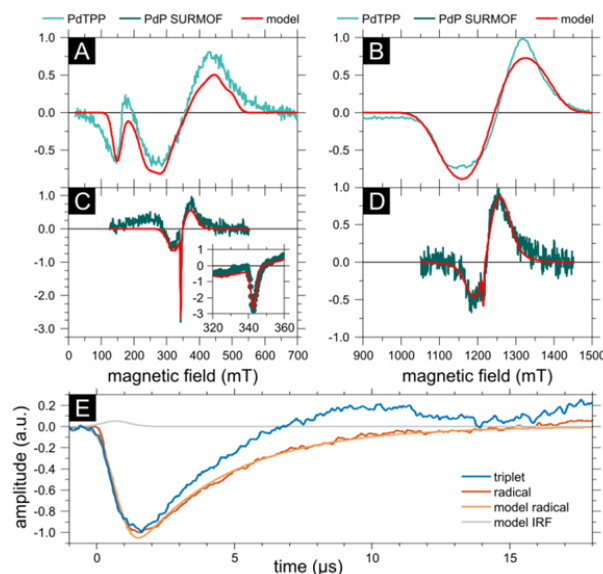 PdTPP PdP SURMOF model PdTPP PdP SURMOF model
A
1.0
0.5
0.0
-0.5
B
1.0
0.5
0.0
-0.5
C
1.0
0.0
-1.0
-2.0
-3.0
1
0
-1
-2
-3
320 340 360
0 100 200 300 400 500 600 700
magnetic field (mT)
D
1.0
0.5
0.0
-0.5
-1.0
900 1000 1100 1200 1300 1400 1500
magnetic field (mT)
E
amplitude (a.u.)
0.2
0.0
-0.2
-0.4
-0.6
-0.8
-1.0
triplet
radical
model radical
model IRF
0 5 10 15
time (µs)